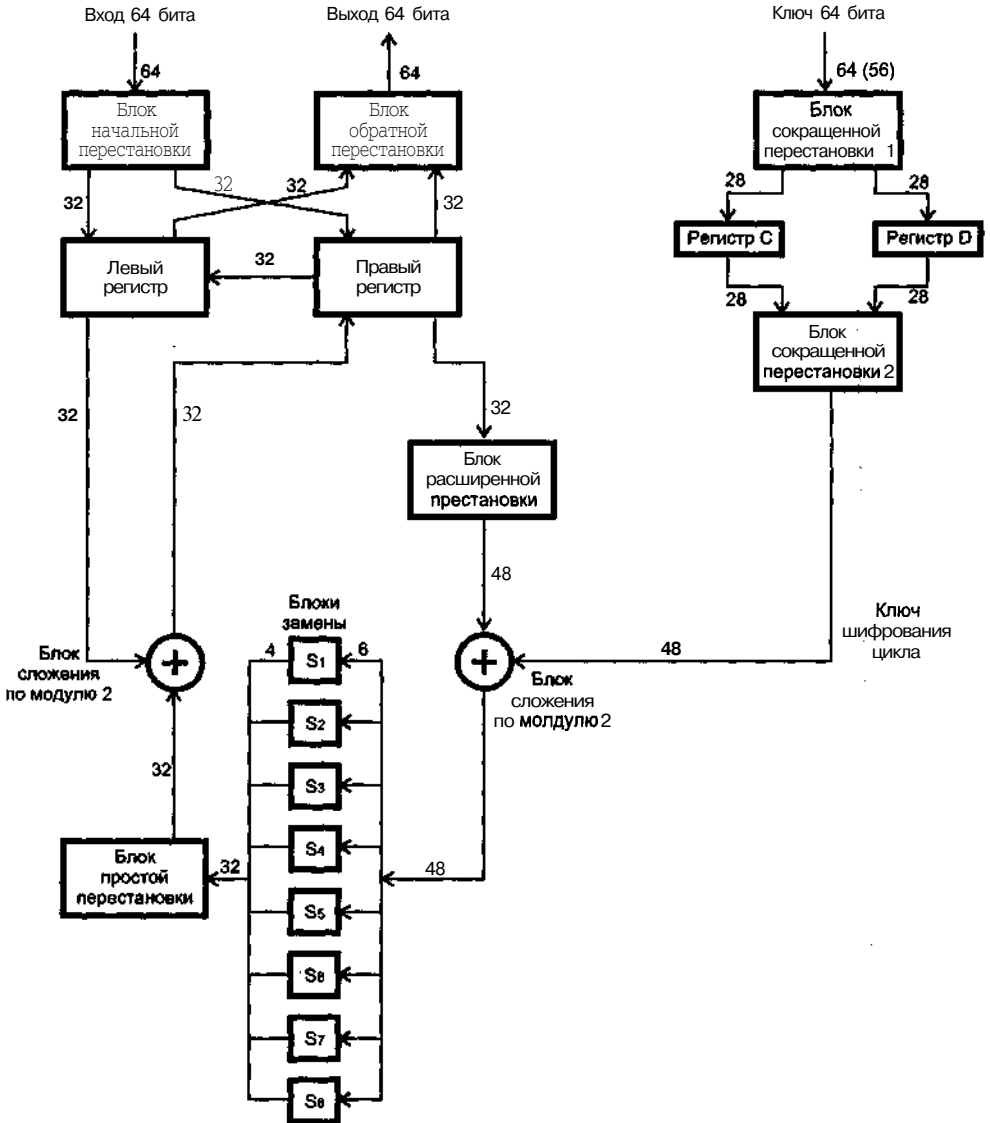 Вход 64 бита
Выход 64 бита
Ключ 64 бита
64
64
64 (56)
Блок
начальной
перестановки
Блок
обратной
перестановки
Блок
сокращенной
перестановки 1
32
32
32
32
28
28
Левый
регистр
32
Правый
регистр
Регистр C
Регистр D
28
28
Блок
сокращенной
перестановки 2
32
32
32
Блок
расширенной
престановки
48
Блоки
замены
Ключ
шифрования
цикла
Блок
сложения
по модулю 2
4
S1
6
48
Блок
сложения
по молдулю 2
S2
32
S3
S4
Блок
простой
перестановки
32
48
S5
S6
S7
S8